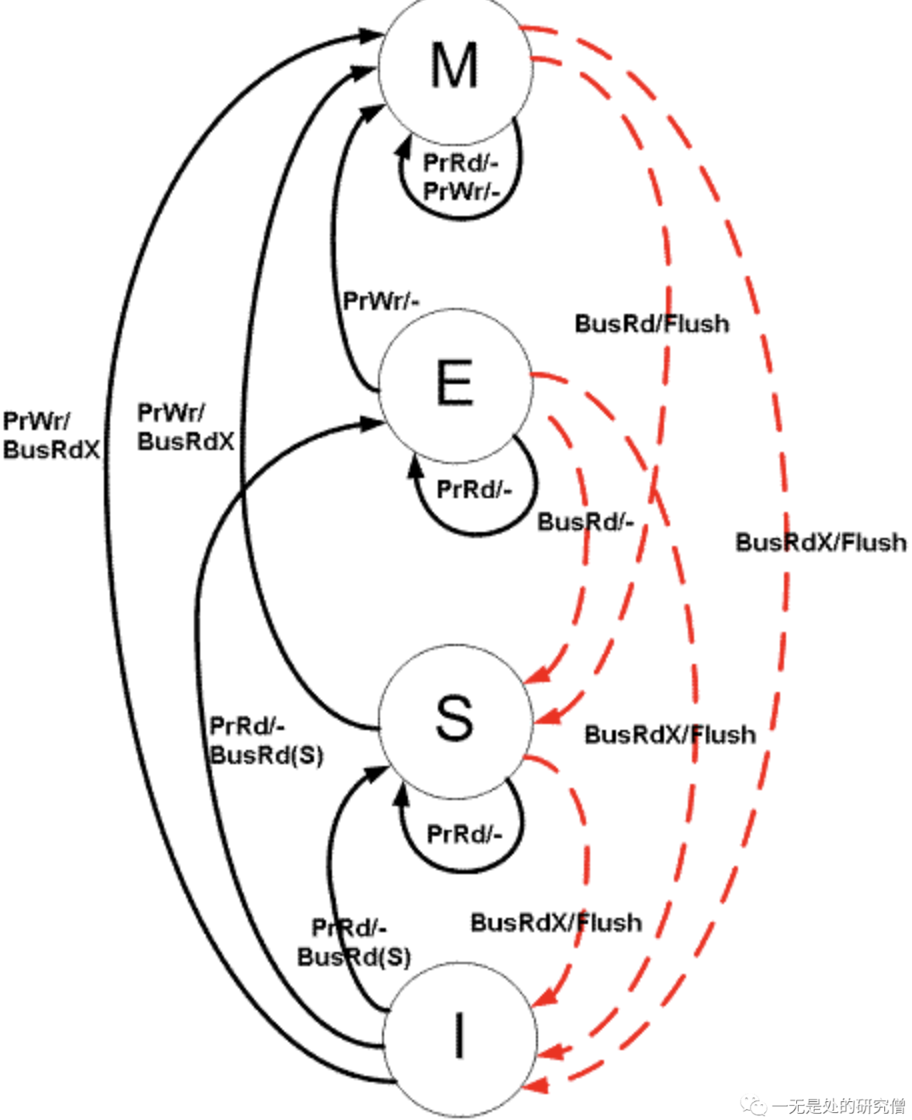 M
PrRd/-
PrWr/-
PrWr/-
BusRd/Flush
E
PrWr/
BusRdX
PrWr/
BusRdX
PrRd/-
BusRd/-
BusRdX/Flush
S
PrRd/-
BusRd(S)
BusRdX/Flush
PrRd/-
PrRd/-
BusRd(S)
BusRdX/Flush
I
一无是处的研究僧